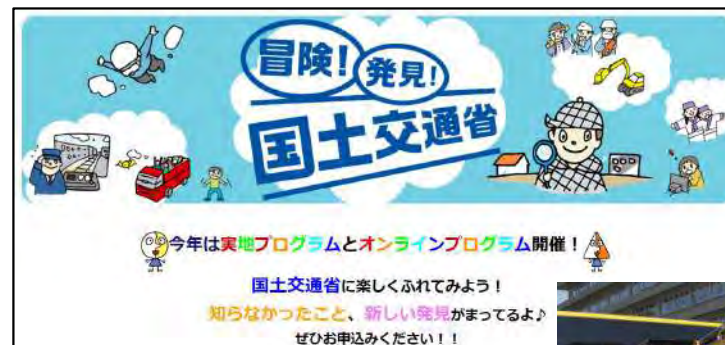 冒険! 発見!
国土交通省
今年は実地プログラムとオンラインプログラム開催！
国土交通省に楽しくふれてみよう！
知らなかったこと、新しい発見がまってるよ♪
ぜひお申込みください！！